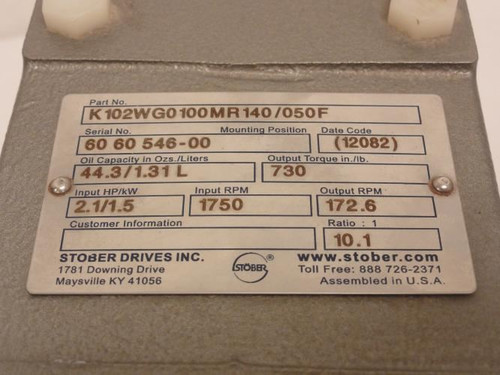 Part No.
K102WG0100MR140/050F
Serial No. Mounting Position Date Code
60 60 546-00 (12082)
Oil Capacity in Ozs./Liters Output Torque in./lb.
44.3/1.31 L 730
Input HP/kW Input RPM Output RPM
2.1/1.5 1750 172.6
Customer Information Ratio : 1
10.1
STOBER DRIVES INC. STÖBER www.stober.com
1781 Downing Drive Toll Free: 888 726-2371
Maysville KY 41056 Assembled in U.S.A.